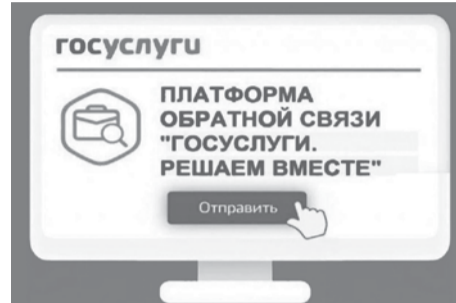 госуслуги
ПЛАТФОРМА
ОБРАТНОЙ СВЯЗИ
"ГОСУСЛУГИ.
РЕШАЕМ ВМЕСТЕ"
Отправить